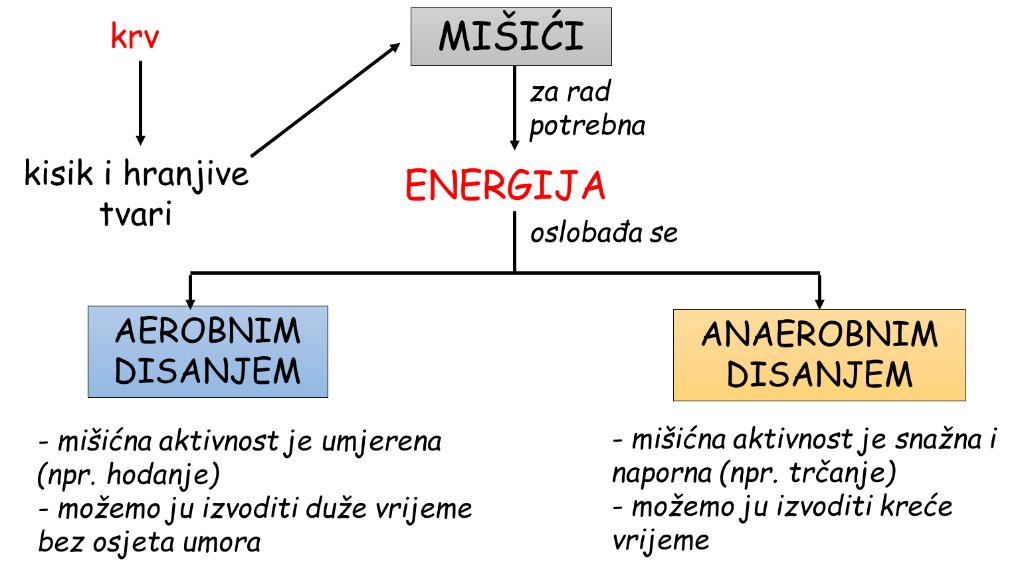 krv
MIŠIĆI
za rad
potrebna
kisik i hranjive
tvari
ENERGIJA
oslobađa se
AEROBNIM
DISANJEM
- mišićna aktivnost je umjerena
(npr. hodanje)
- možemo ju izvoditi duže vrijeme
bez osjeta umora
ANAEROBNIM
DISANJEM
- mišićna aktivnost je snažna i
naporna (npr. trčanje)
- možemo ju izvoditi kreće
vrijeme